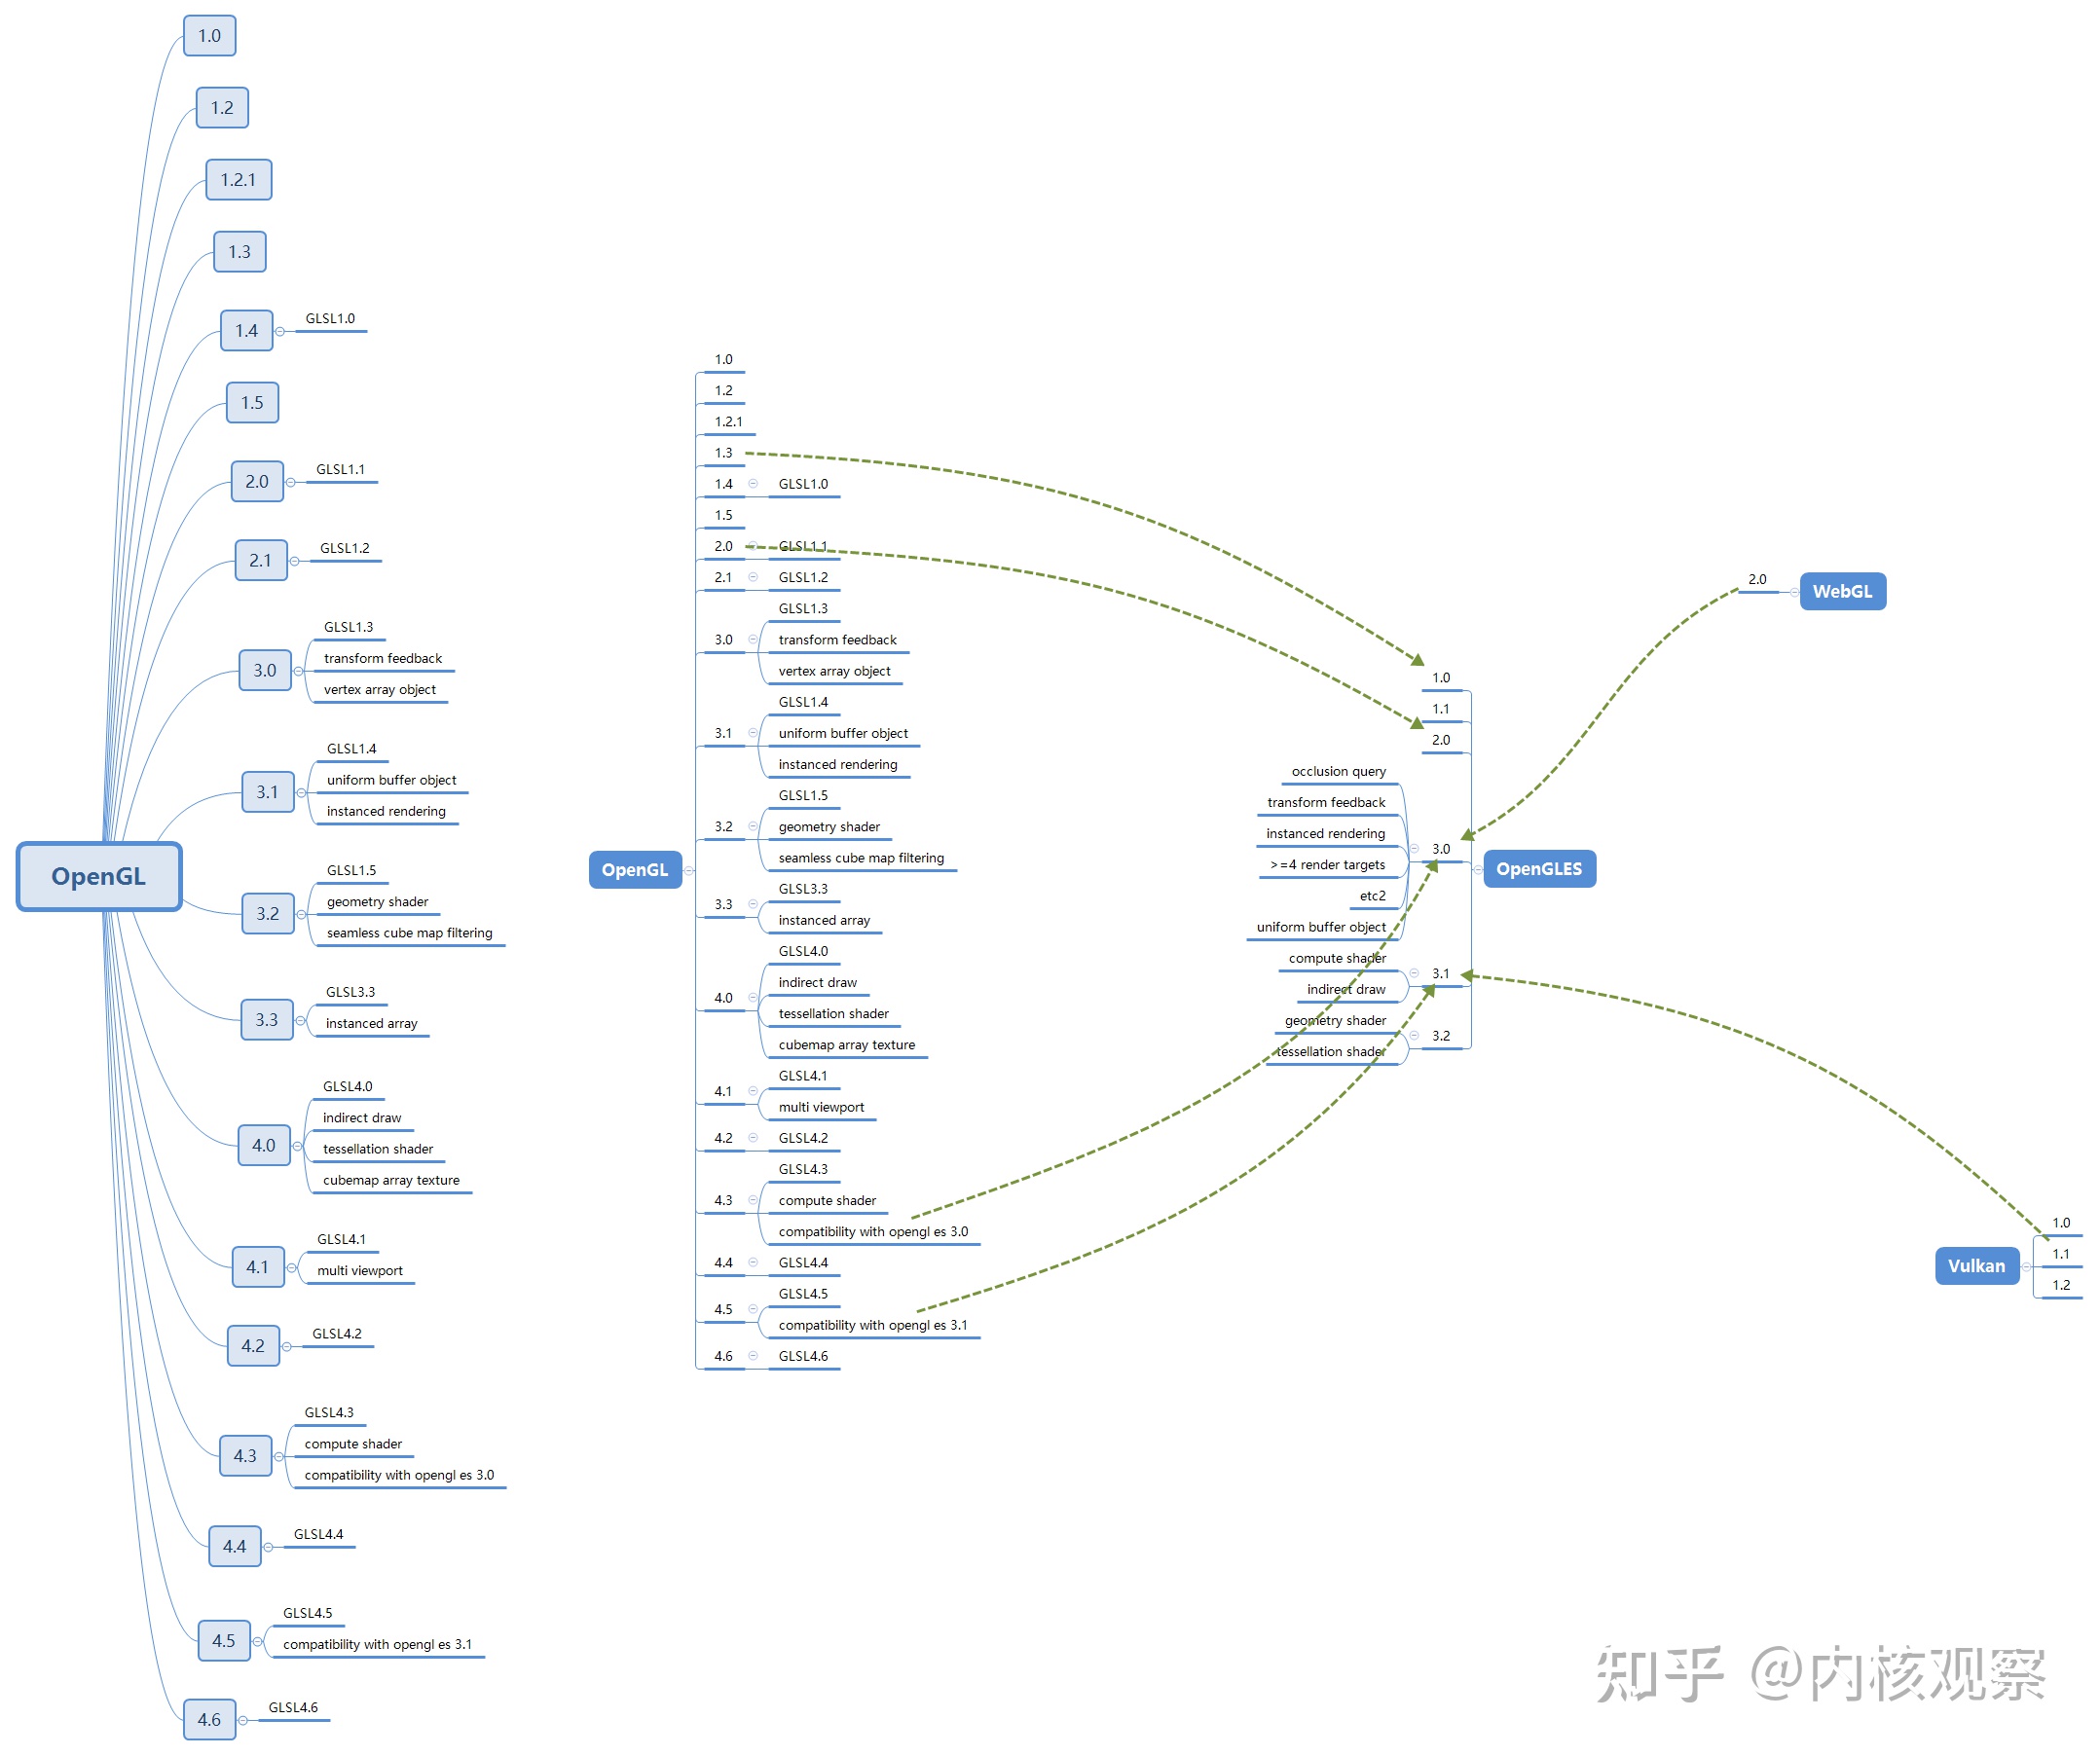 1.0
1.2
1.2.1
1.3
1.4
GLSL1.0
1.5
2.0
GLSL1.1
2.1
GLSL1.2
3.0
GLSL1.3
transform feedback
vertex array object
3.1
GLSL1.4
uniform buffer object
instanced rendering
OpenGL
3.2
GLSL1.5
geometry shader
seamless cube map filtering
3.3
GLSL3.3
instanced array
4.0
GLSL4.0
indirect draw
tessellation shader
cubemap array texture
4.1
GLSL4.1
multi viewport
4.2
GLSL4.2
4.3
GLSL4.3
compute shader
compatibility with opengl es 3.0
4.4
GLSL4.4
4.5
GLSL4.5
compatibility with opengl es 3.1
4.6
GLSL4.6
OpenGL
1.0
1.2
1.2.1
1.3
1.4
GLSL1.0
1.5
2.0
GLSL1.1
2.1
GLSL1.2
3.0
GLSL1.3
transform feedback
vertex array object
3.1
GLSL1.4
uniform buffer object
instanced rendering
3.2
GLSL1.5
geometry shader
seamless cube map filtering
3.3
GLSL3.3
instanced array
4.0
GLSL4.0
indirect draw
tessellation shader
cubemap array texture
4.1
GLSL4.1
multi viewport
4.2
GLSL4.2
4.3
GLSL4.3
compute shader
compatibility with opengl es 3.0
4.4
GLSL4.4
4.5
GLSL4.5
compatibility with opengl es 3.1
4.6
GLSL4.6
OpenGLES
1.0
1.1
2.0
3.0
occlusion query
transform feedback
instanced rendering
>=4 render targets
etc2
uniform buffer object
3.1
compute shader
indirect draw
3.2
geometry shader
tessellation shader
2.0
WebGL
Vulkan
1.0
1.1
1.2
知乎 @内核观察